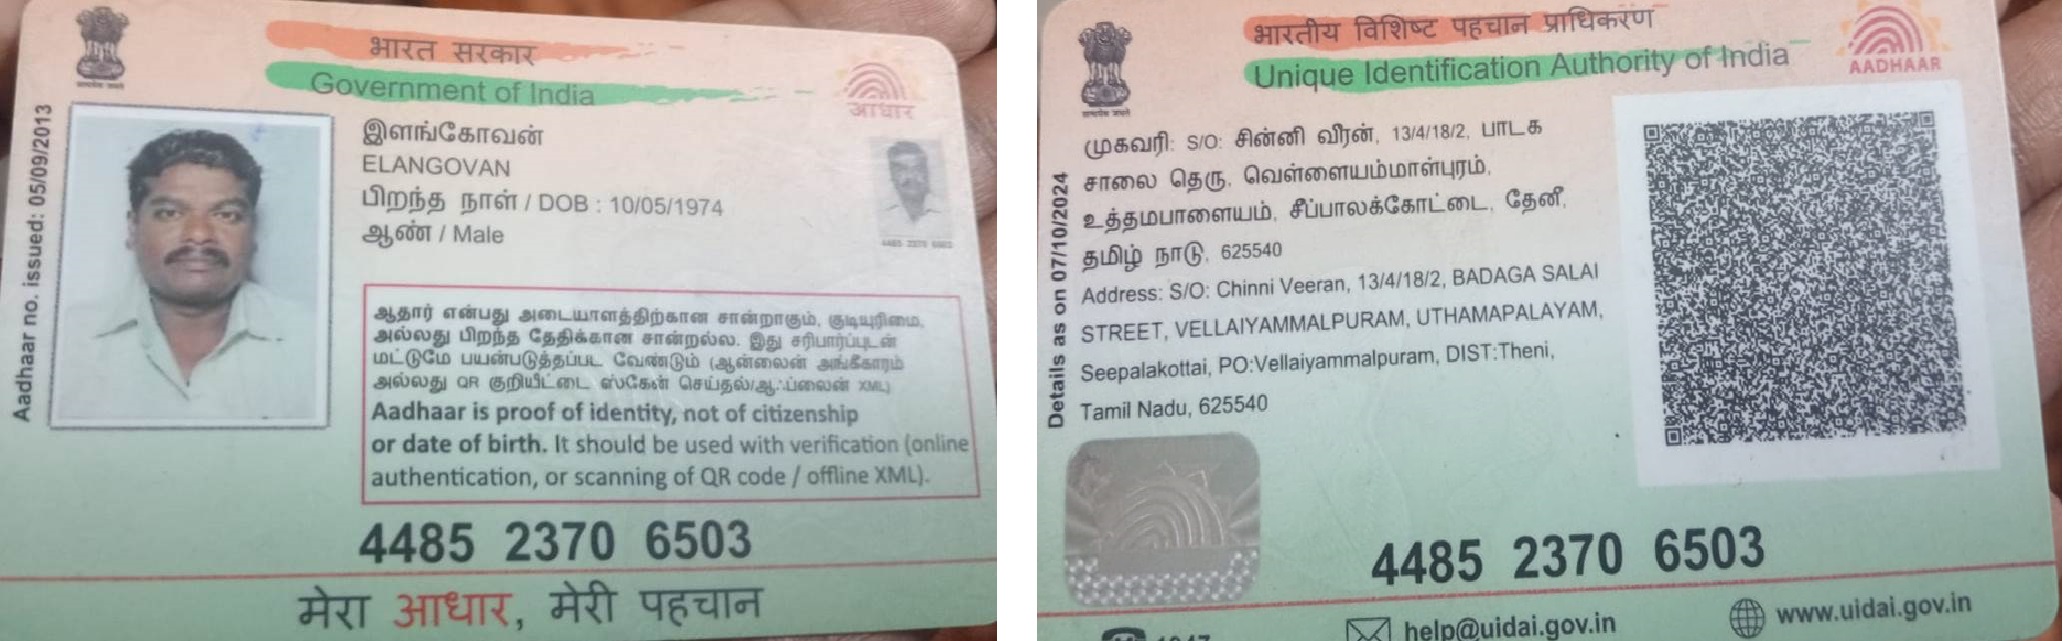 भारत सरकार
Government of India
आधार
Aadhaar no. issued: 05/09/2013
இளங்கோவன்
ELANGOVAN
பிறந்த நாள் / DOB : 10/05/1974
ஆண் / Male
4485 2370 6503
ஆதார் என்பது அடையாளத்திற்கான சான்றாகும், குடியுரிமை,
அல்லது பிறந்த தேதிக்கான சான்றல்ல. இது சரிபார்ப்புடன்
மட்டுமே பயன்படுத்தப்பட வேண்டும் (ஆன்லைன் அங்கீகாரம்
அல்லது QR குறியீட்டை ஸ்கேன் செய்தல்/ஆஃப்லைன் XML)
Aadhaar is proof of identity, not of citizenship
or date of birth. It should be used with verification (online
authentication, or scanning of QR code / offline XML).
4485 2370 6503
मेरा आधार, मेरी पहचान
भारतीय विशिष्ट पहचान प्राधिकरण
Unique Identification Authority of India
AADHAAR
Details as on 07/10/2024
முகவரி: S/O: சின்னி வீரன், 13/4/18/2, பாடக
சாலை தெரு, வெள்ளையம்மாள்புரம்,
உத்தமபாளையம், சீப்பாலக்கோட்டை, தேனீ,
தமிழ் நாடு, 625540
Address: S/O: Chinni Veeran, 13/4/18/2, BADAGA SALAI
STREET, VELLAIYAMMALPURAM, UTHAMAPALAYAM,
Seepalakottai, PO:Vellaiyammalpuram, DIST:Theni,
Tamil Nadu, 625540
4485 2370 6503
1947
help@uidai.gov.in
www.uidai.gov.in